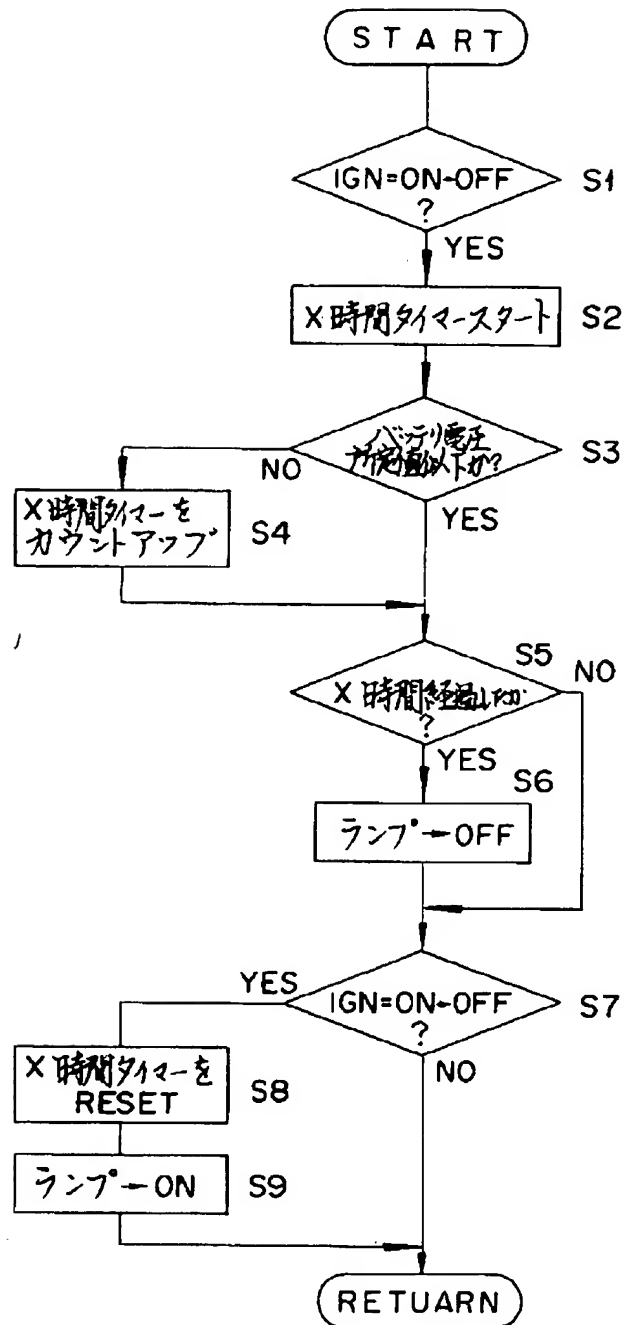 START
IGN=ON→OFF
?
S1
YES
X時間タイマースタート
S2
バッテリ電圧
所定値以下か?
S3
NO
YES
X時間タイマーを
カウントアップ
S4
S5
X時間経過したか
?
NO
YES
S6
ランプ→OFF
YES
IGN=ON←OFF
?
S7
NO
X時間タイマーを
RESET
S8
ランプ→ON
S9
RETUARN